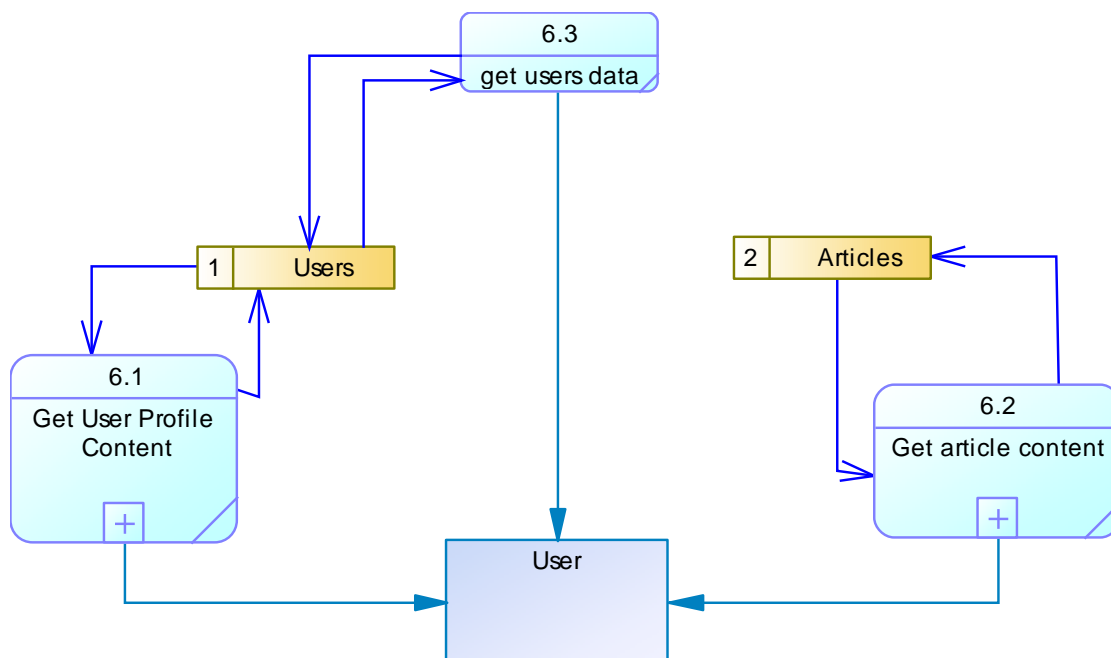 6.3
get users data
1
Users
2
Articles
6.1
Get User Profile
Content
6.2
Get article content
User